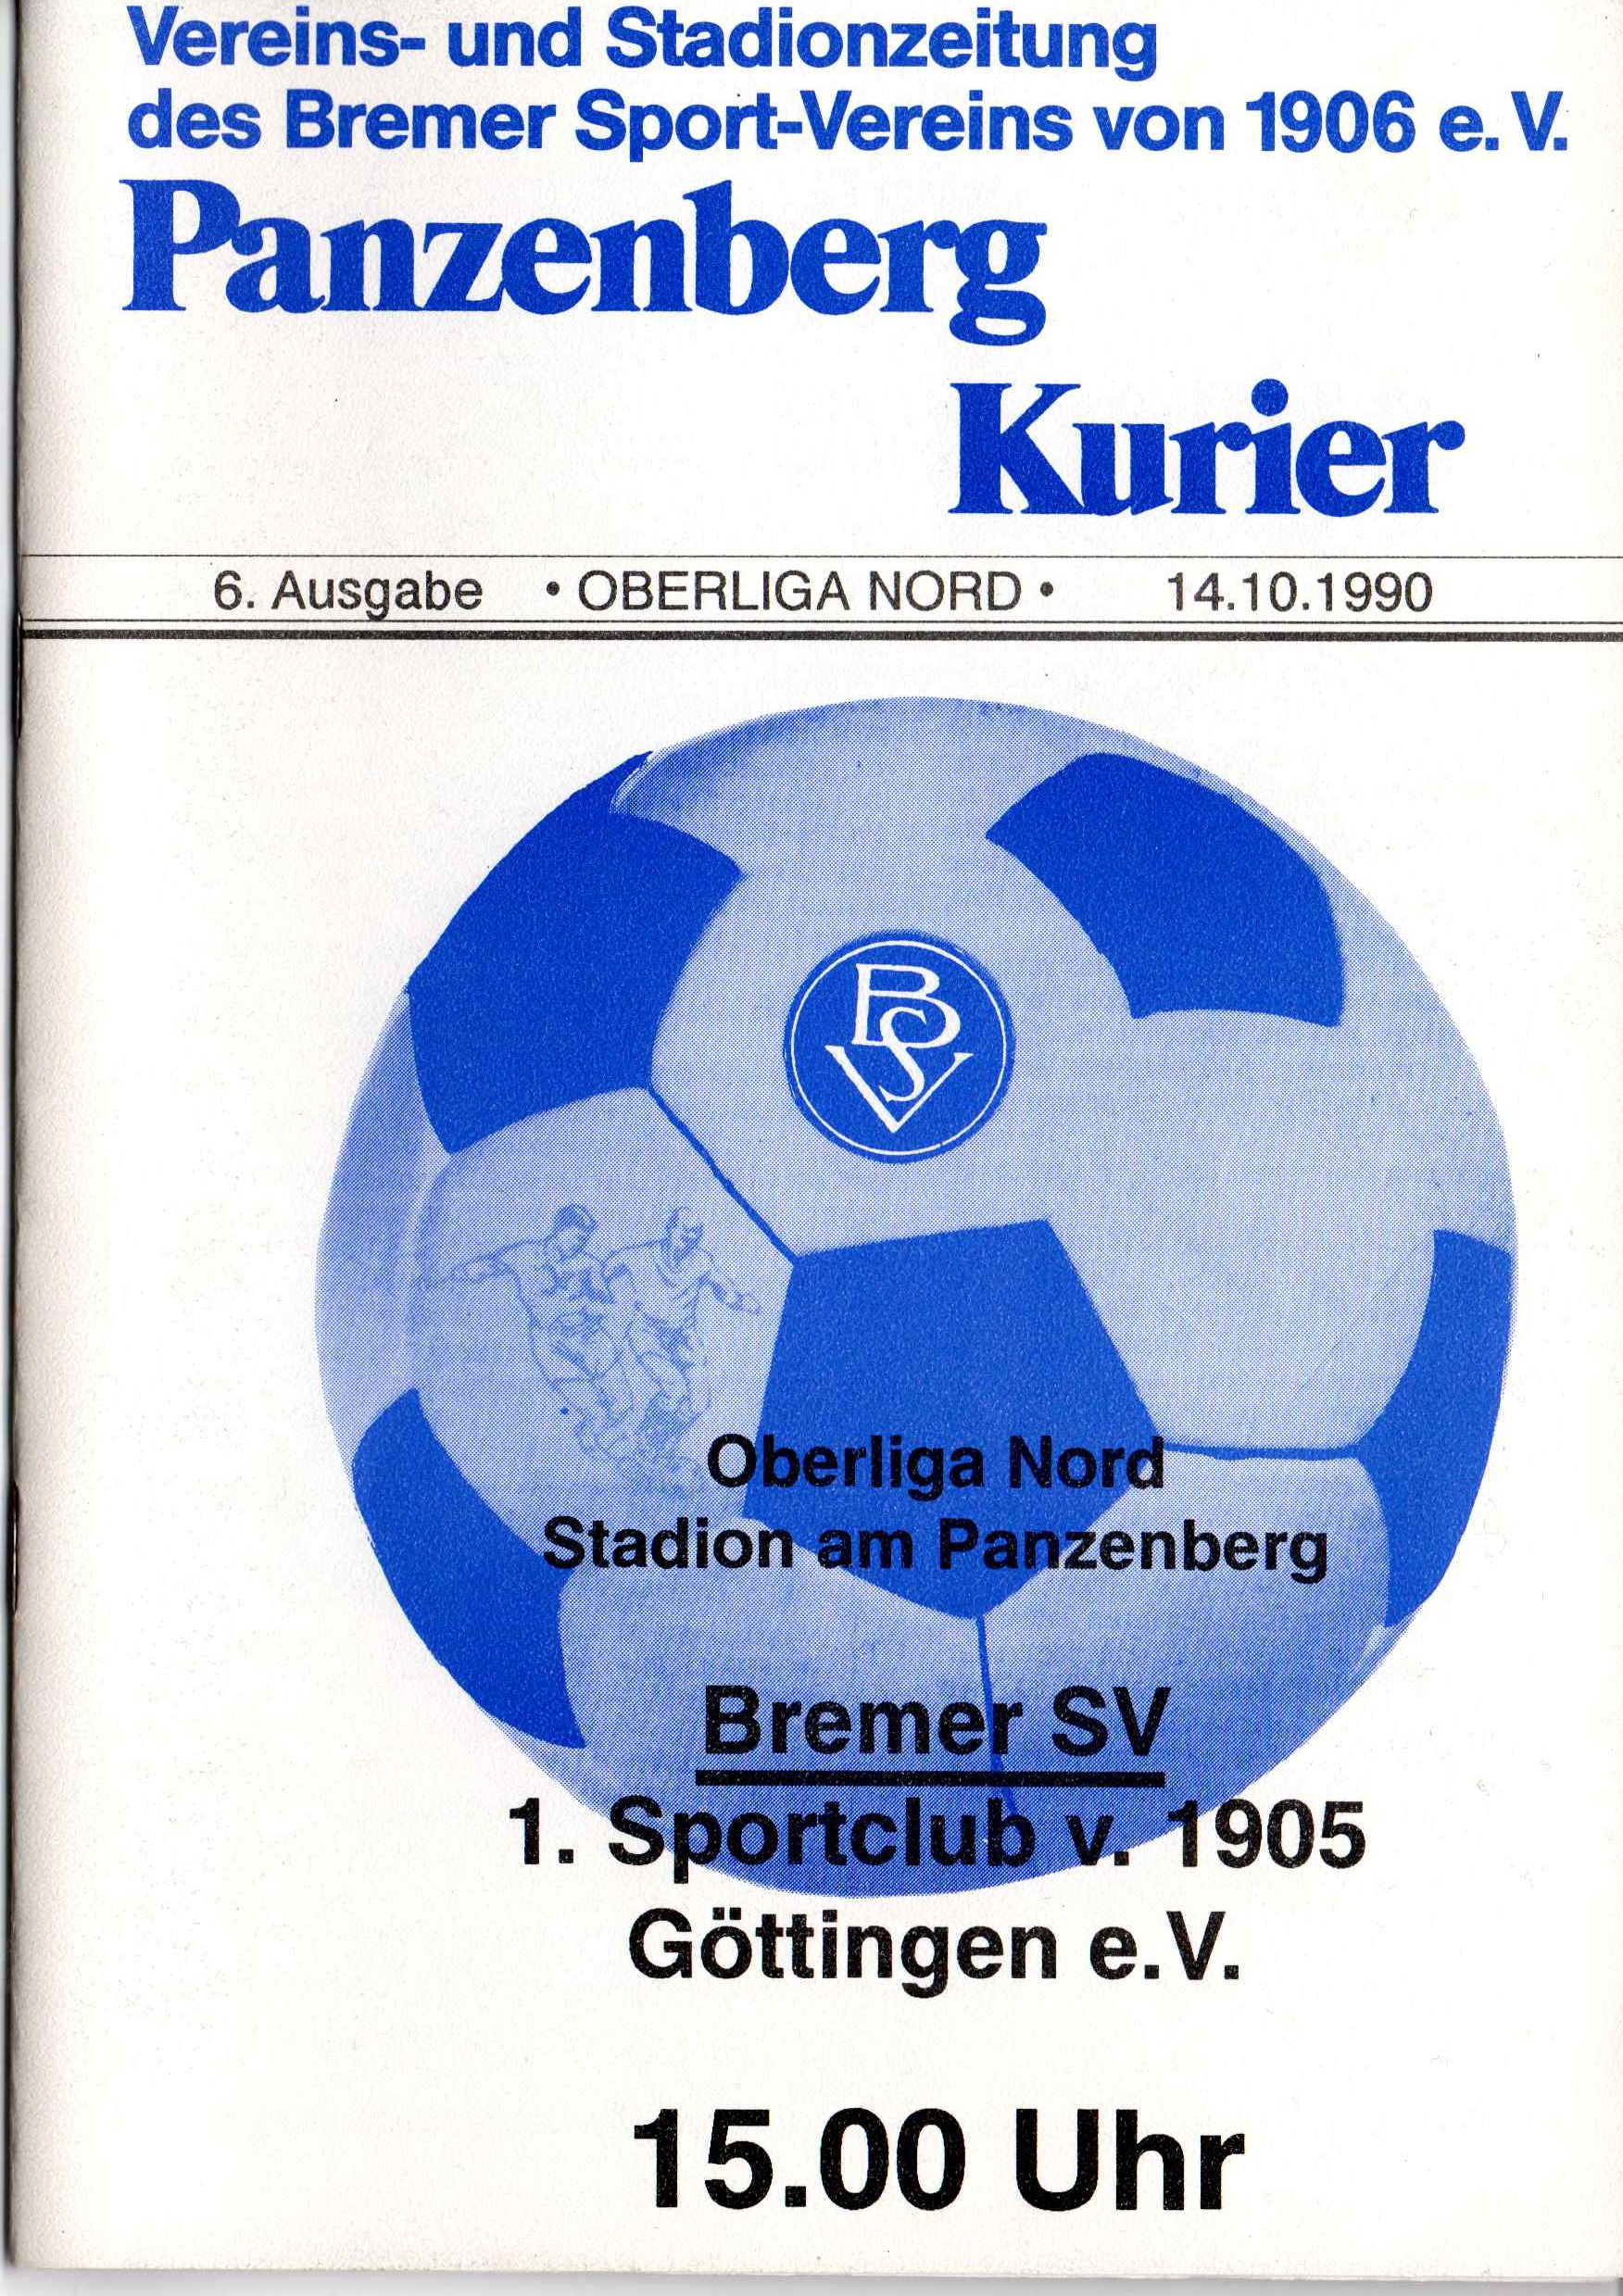 Vereins- und Stadionzeitung
des Bremer Sport-Vereins von 1906 e. V.
Panzenberg
Kurier
6. Ausgabe • OBERLIGA NORD • 14.10.1990
BSV
Oberliga Nord
Stadion am Panzenberg
Bremer SV
1. Sportclub v. 1905
Göttingen e.V.
15.00 Uhr